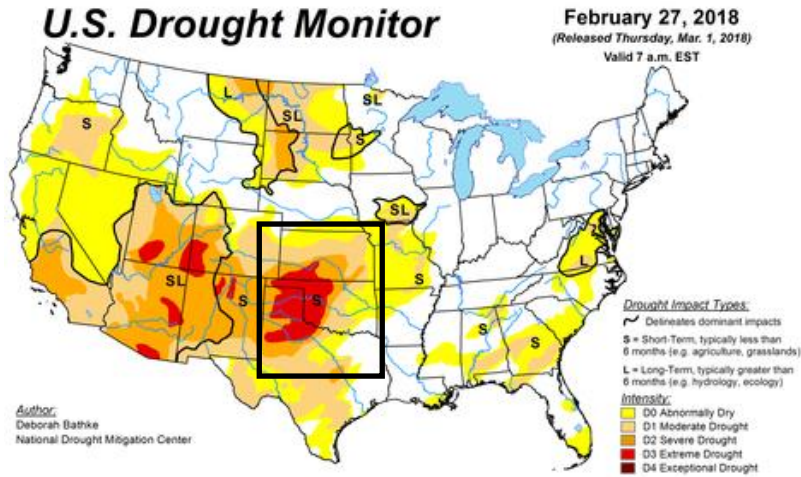 U.S. Drought Monitor
February 27, 2018
(Released Thursday, Mar. 1, 2018)
Valid 7 a.m. EST
L
SL
SL
S
S
SL
SL
S
S
S
L
S
S
Drought Impact Types:
Delineates dominant impacts
S = Short-Term, typically less than
6 months (e.g. agriculture, grasslands)
L = Long-Term, typically greater than
6 months (e.g. hydrology, ecology)
Intensity:
D0 Abnormally Dry
D1 Moderate Drought
D2 Severe Drought
D3 Extreme Drought
D4 Exceptional Drought
Author:
Deborah Bathke
National Drought Mitigation Center